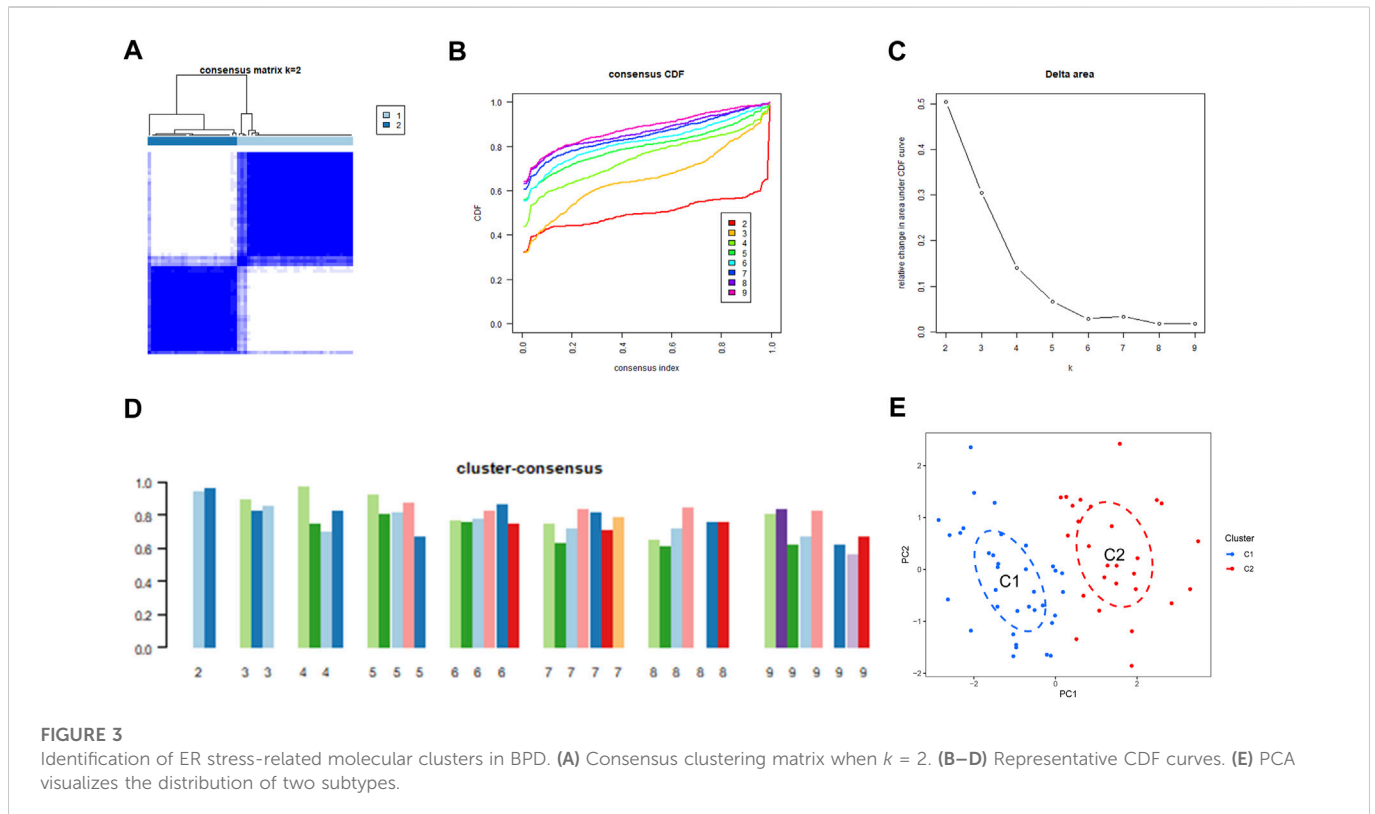 A
consensus matrix k=2
1
2
B
consensus CDF
CDF
1.0
0.8
0.6
0.4
0.2
0.0
2
3
4
5
6
7
8
9
0.0 0.2 0.4 0.6 0.8 1.0
consensus index
C
Delta area
relative change in area under CDF curve
0.5
0.4
0.3
0.2
0.1
0.0
2 3 4 5 6 7 8 9
k
D
cluster-consensus
1.0
0.8
0.6
0.4
0.2
0.0
2 3 3 4 4 5 5 5 6 6 6 7 7 7 7 8 8 8 8 9 9 9 9 9
E
PC2
2
1
0
−1
−2
C1
C2
−2 0 2
PC1
Cluster
C1
C2
FIGURE 3
Identification of ER stress-related molecular clusters in BPD. (A) Consensus clustering matrix when k = 2. (B–D) Representative CDF curves. (E) PCA
visualizes the distribution of two subtypes.